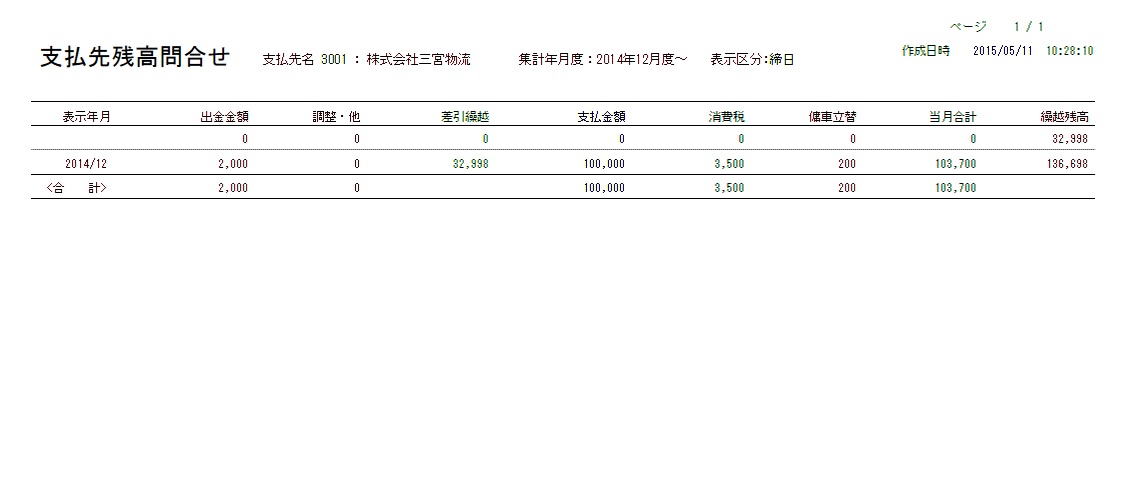 ページ 1 / 1
支払先残高問合せ 支払先名 3001 : 株式会社三宮物流 集計年月度:2014年12月度～ 表示区分:締日 作成日時 2015/05/11 10:28:10
表示年月 出金金額 調整・他 差引繰越 支払金額 消費税 傭車立替 当月合計 繰越残高
0 0 0 0 0 0 0 32,998
2014/12 2,000 0 32,998 100,000 3,500 200 103,700 136,698
<合 計> 2,000 0 100,000 3,500 200 103,700